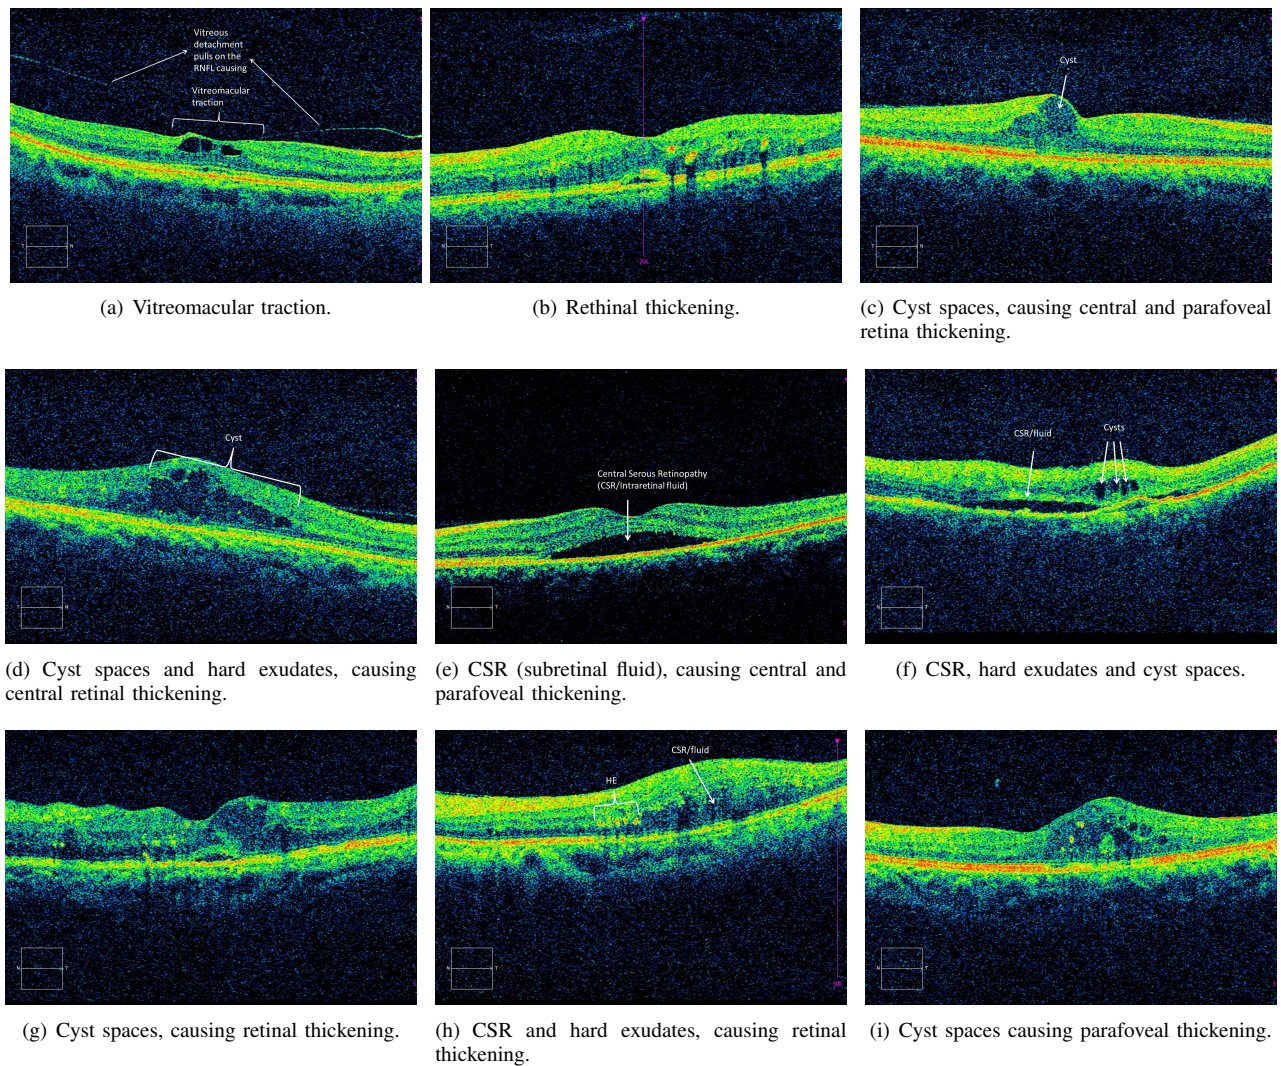 Vitreous
detachment
pulls on the
RNFL causing
Vitreomacular
traction
T N
N T
Cyst
T N
(a) Vitreomacular traction.
(b) Rethinal thickening.
(c) Cyst spaces, causing central and parafoveal
retina thickening.
Cyst
T N
Central Serous Retinopathy
(CSR/Intraretinal fluid)
N T
CSR/fluid
Cysts
N T
(d) Cyst spaces and hard exudates, causing
central retinal thickening.
(e) CSR (subretinal fluid), causing central and
parafoveal thickening.
(f) CSR, hard exudates and cyst spaces.
N T
CSR/fluid
HE
N T
N T
(g) Cyst spaces, causing retinal thickening.
(h) CSR and hard exudates, causing retinal
thickening.
(i) Cyst spaces causing parafoveal thickening.